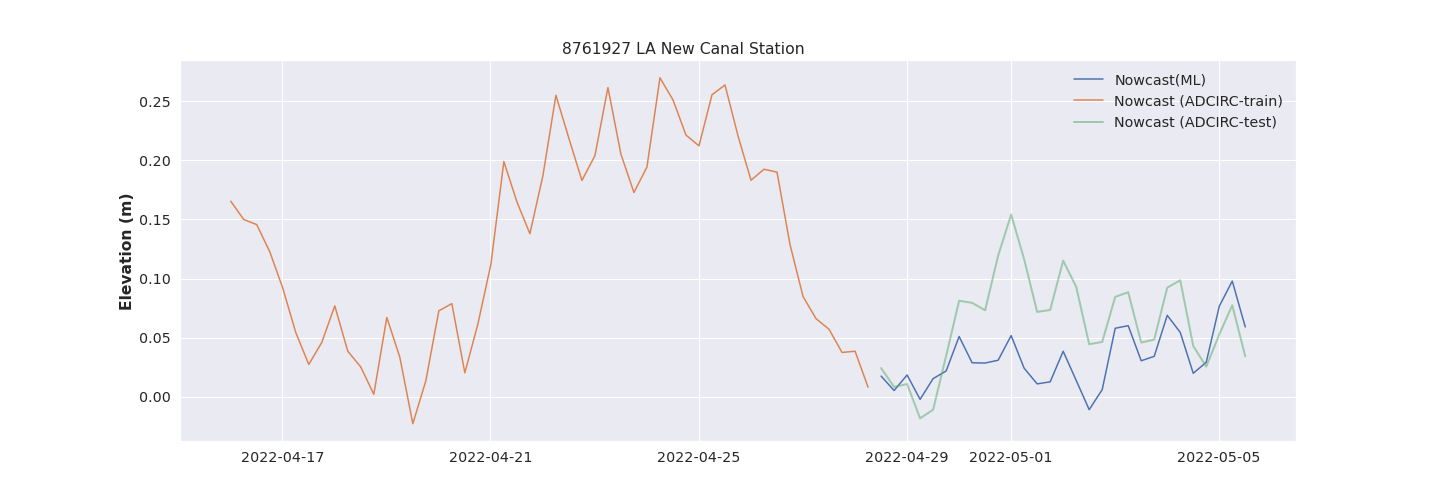 8761927 LA New Canal Station
Nowcast(ML)
Nowcast (ADCIRC-train)
Nowcast (ADCIRC-test)
Elevation (m)
0.25
0.20
0.15
0.10
0.05
0.00
2022-04-17
2022-04-21
2022-04-25
2022-04-29
2022-05-01
2022-05-05